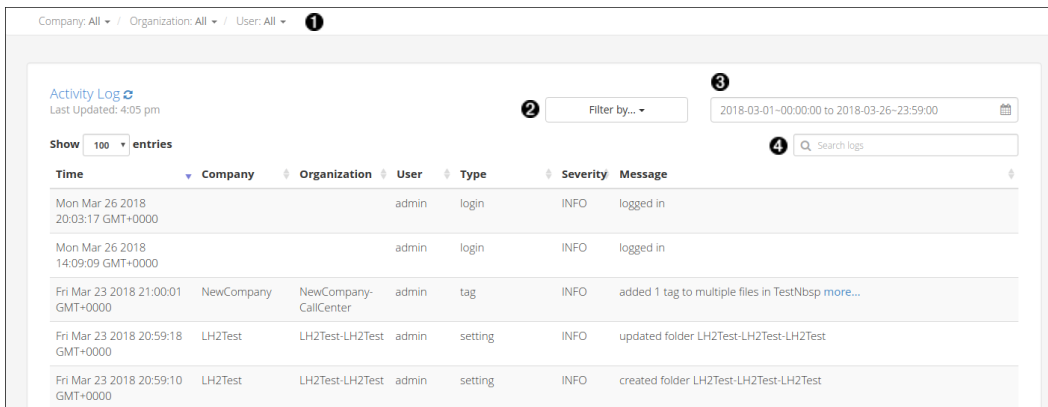 Company: All / Organization: All / User: All ❶
❸
Activity Log
Last Updated: 4:05 pm
❷ Filter by...
2018-03-01~00:00:00 to 2018-03-26~23:59:00
Show 100 entries
❹ Search logs
Time Company Organization User Type Severity Message
Mon Mar 26 2018 admin login INFO logged in
20:03:17 GMT+0000
Mon Mar 26 2018 admin login INFO logged in
14:09:09 GMT+0000
Fri Mar 23 2018 21:00:01 NewCompany NewCompany- admin tag INFO added 1 tag to multiple files in TestNbsp more...
GMT+0000 CallCenter
Fri Mar 23 2018 20:59:18 LH2Test LH2Test-LH2Test admin setting INFO updated folder LH2Test-LH2Test-LH2Test
GMT+0000
Fri Mar 23 2018 20:59:10 LH2Test LH2Test-LH2Test admin setting INFO created folder LH2Test-LH2Test-LH2Test
GMT+0000